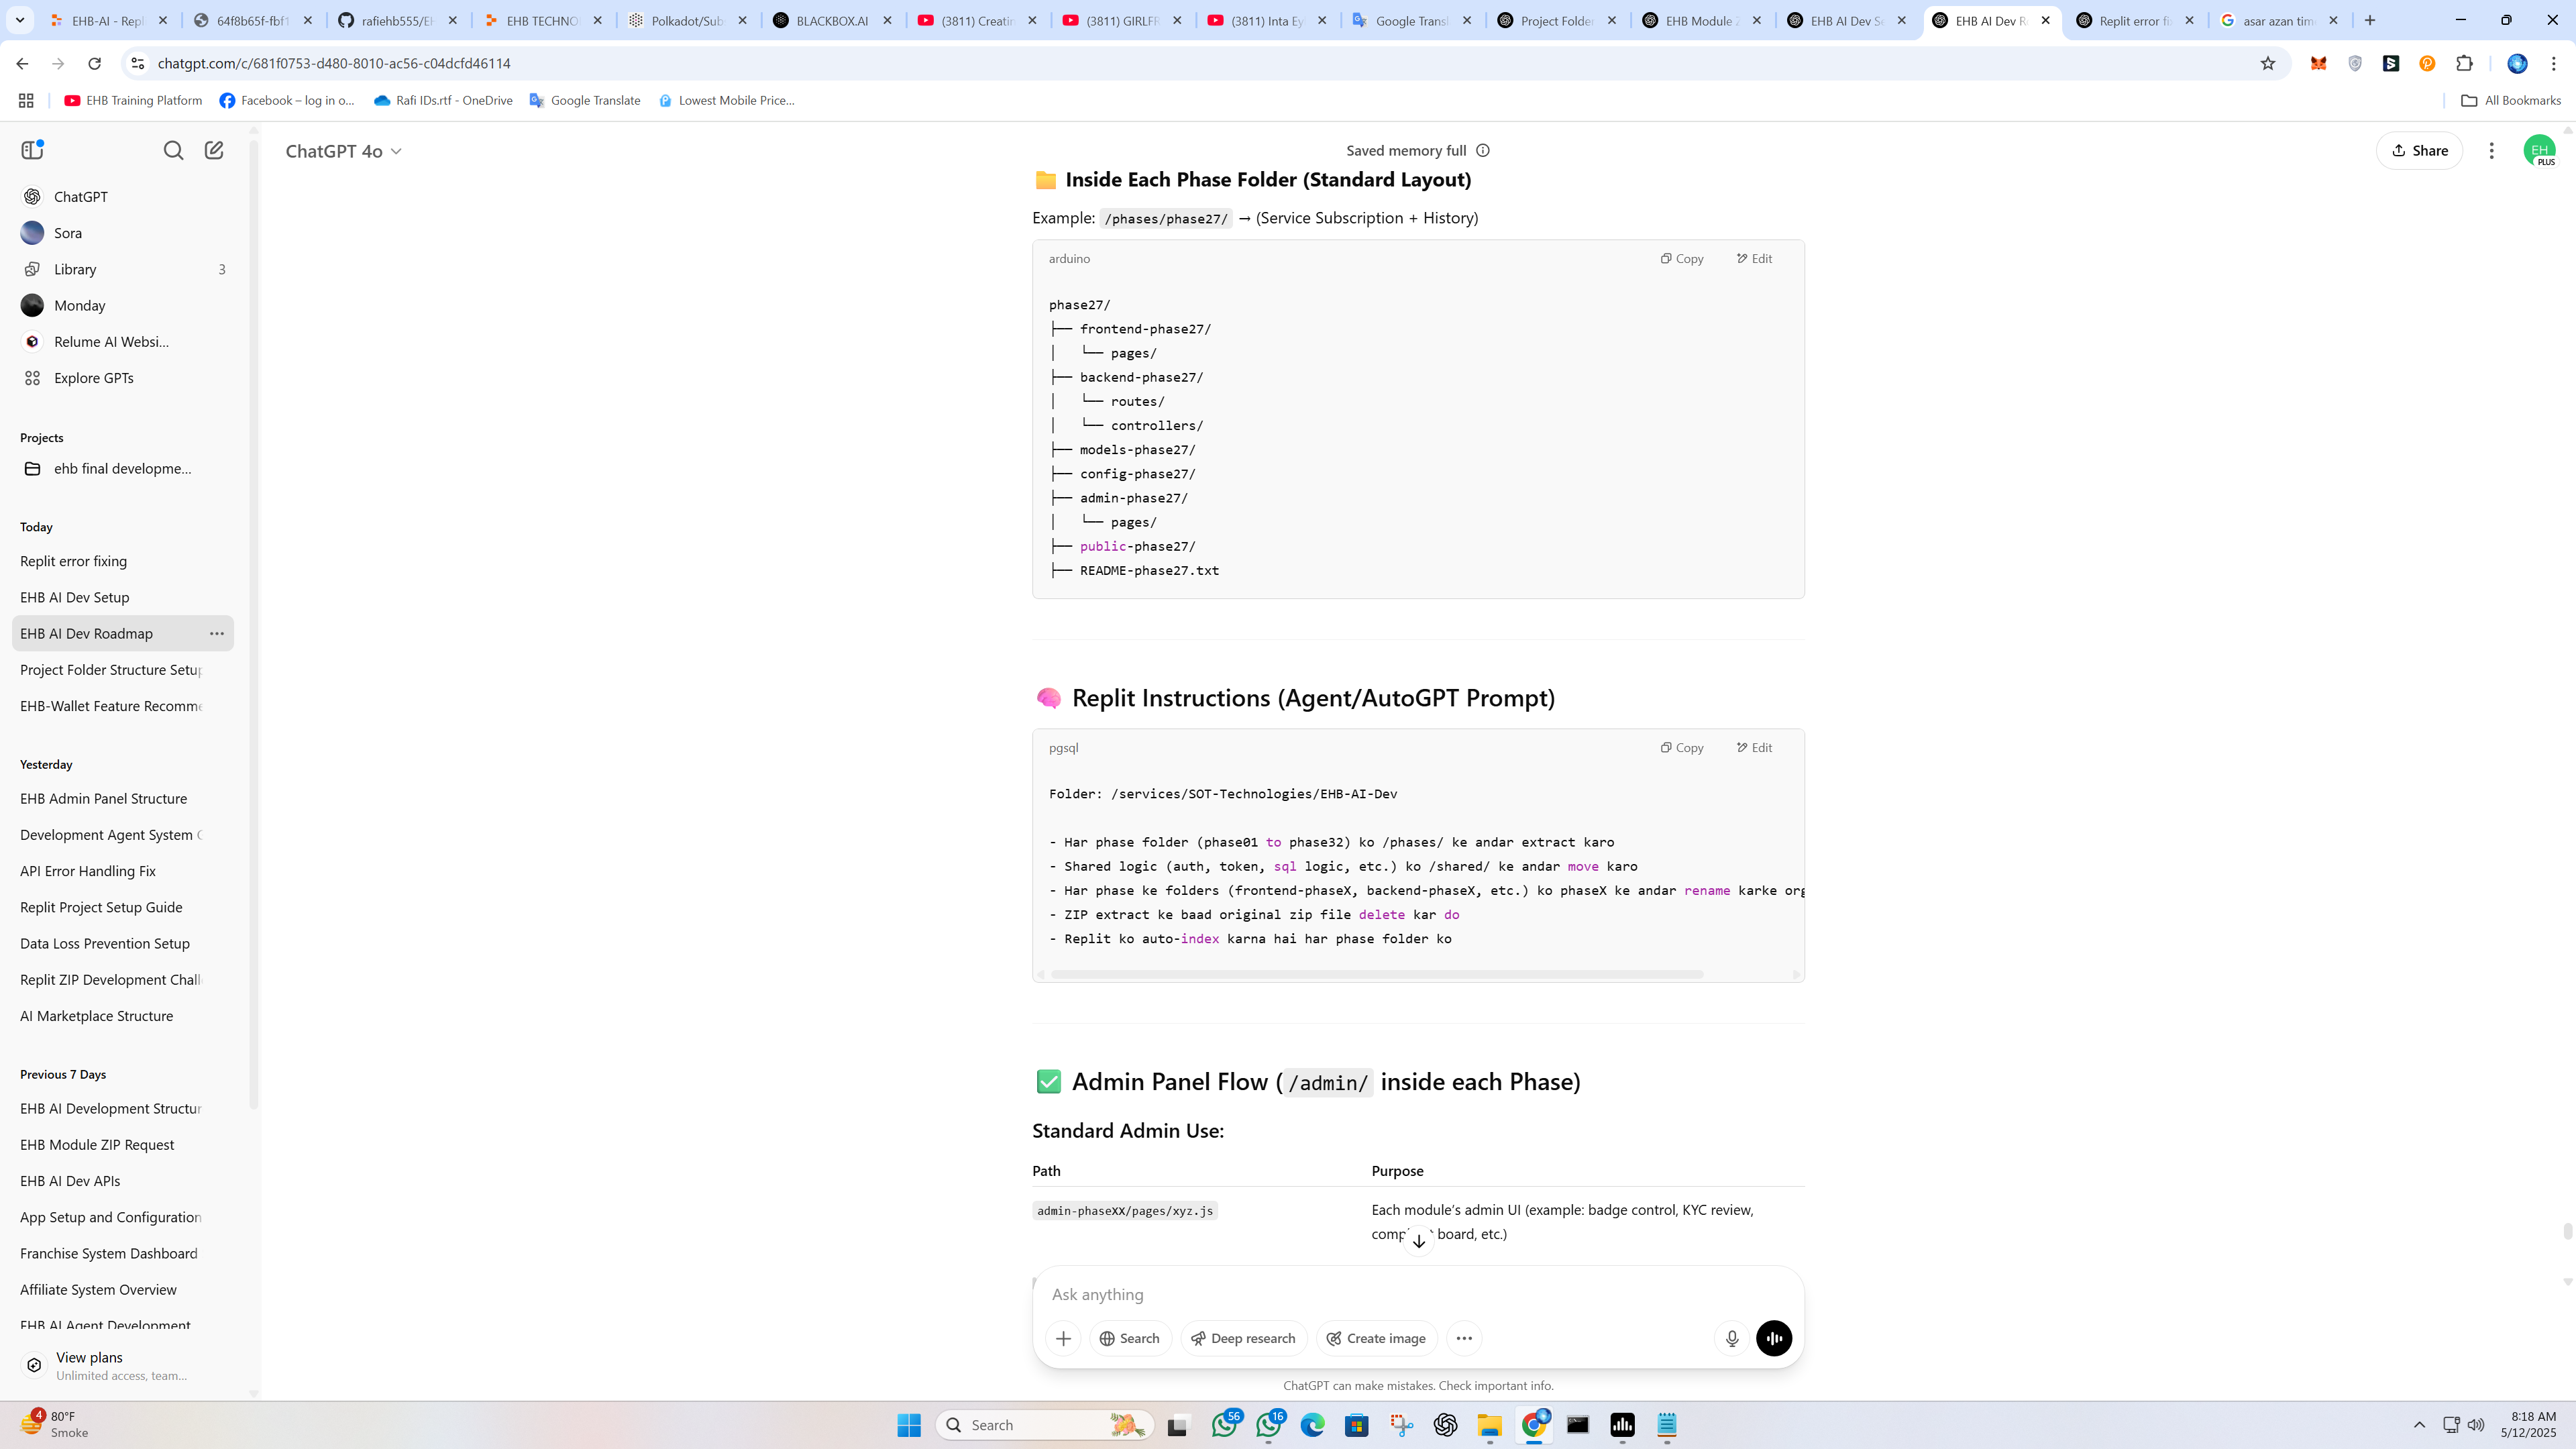 EHB-AI - Repl
64f8b65f-fbf1
rafiehb555/EH
EHB TECHNO
Polkadot/Sub
BLACKBOX.AI
(3811) Creatin
(3811) GIRLFR
(3811) Inta Ey
Google Transl
Project Folder
EHB Module Z
EHB AI Dev Se
EHB AI Dev Ro
Replit error fix
asar azan tim
chatgpt.com/c/681f0753-d480-8010-ac56-c04dcfd46114
EHB Training Platform
Facebook – log in o...
Rafi IDs.rtf - OneDrive
Google Translate
Lowest Mobile Price...
All Bookmarks
ChatGPT 4o
Saved memory full
Share
EH
PLUS
ChatGPT
Sora
Library 3
Monday
Relume AI Websi...
Explore GPTs
Projects
ehb final developme...
Today
Replit error fixing
EHB AI Dev Setup
EHB AI Dev Roadmap
Project Folder Structure Setup
EHB-Wallet Feature Recomme
Yesterday
EHB Admin Panel Structure
Development Agent System C
API Error Handling Fix
Replit Project Setup Guide
Data Loss Prevention Setup
Replit ZIP Development Challe
AI Marketplace Structure
Previous 7 Days
EHB AI Development Structur
EHB Module ZIP Request
EHB AI Dev APIs
App Setup and Configuration
Franchise System Dashboard
Affiliate System Overview
EHB AI Agent Development
View plans
Unlimited access, team...
Inside Each Phase Folder (Standard Layout)
Example: /phases/phase27/ → (Service Subscription + History)
arduino Copy Edit
phase27/
├── frontend-phase27/
│   └── pages/
├── backend-phase27/
│   └── routes/
│   └── controllers/
├── models-phase27/
├── config-phase27/
├── admin-phase27/
│   └── pages/
├── public-phase27/
├── README-phase27.txt
🧠 Replit Instructions (Agent/AutoGPT Prompt)
pgsql Copy Edit
Folder: /services/SOT-Technologies/EHB-AI-Dev
- Har phase folder (phase01 to phase32) ko /phases/ ke andar extract karo
- Shared logic (auth, token, sql logic, etc.) ko /shared/ ke andar move karo
- Har phase ke folders (frontend-phaseX, backend-phaseX, etc.) ko phaseX ke andar rename karke org
- ZIP extract ke baad original zip file delete kar do
- Replit ko auto-index karna hai har phase folder ko
✅ Admin Panel Flow (/admin/ inside each Phase)
Standard Admin Use:
Path Purpose
admin-phaseXX/pages/xyz.js Each module’s admin UI (example: badge control, KYC review,
board, etc.)
Ask anything
Search Deep research Create image
ChatGPT can make mistakes. Check important info.
4
80°F
Smoke
Search
56
16
8:18 AM
5/12/2025